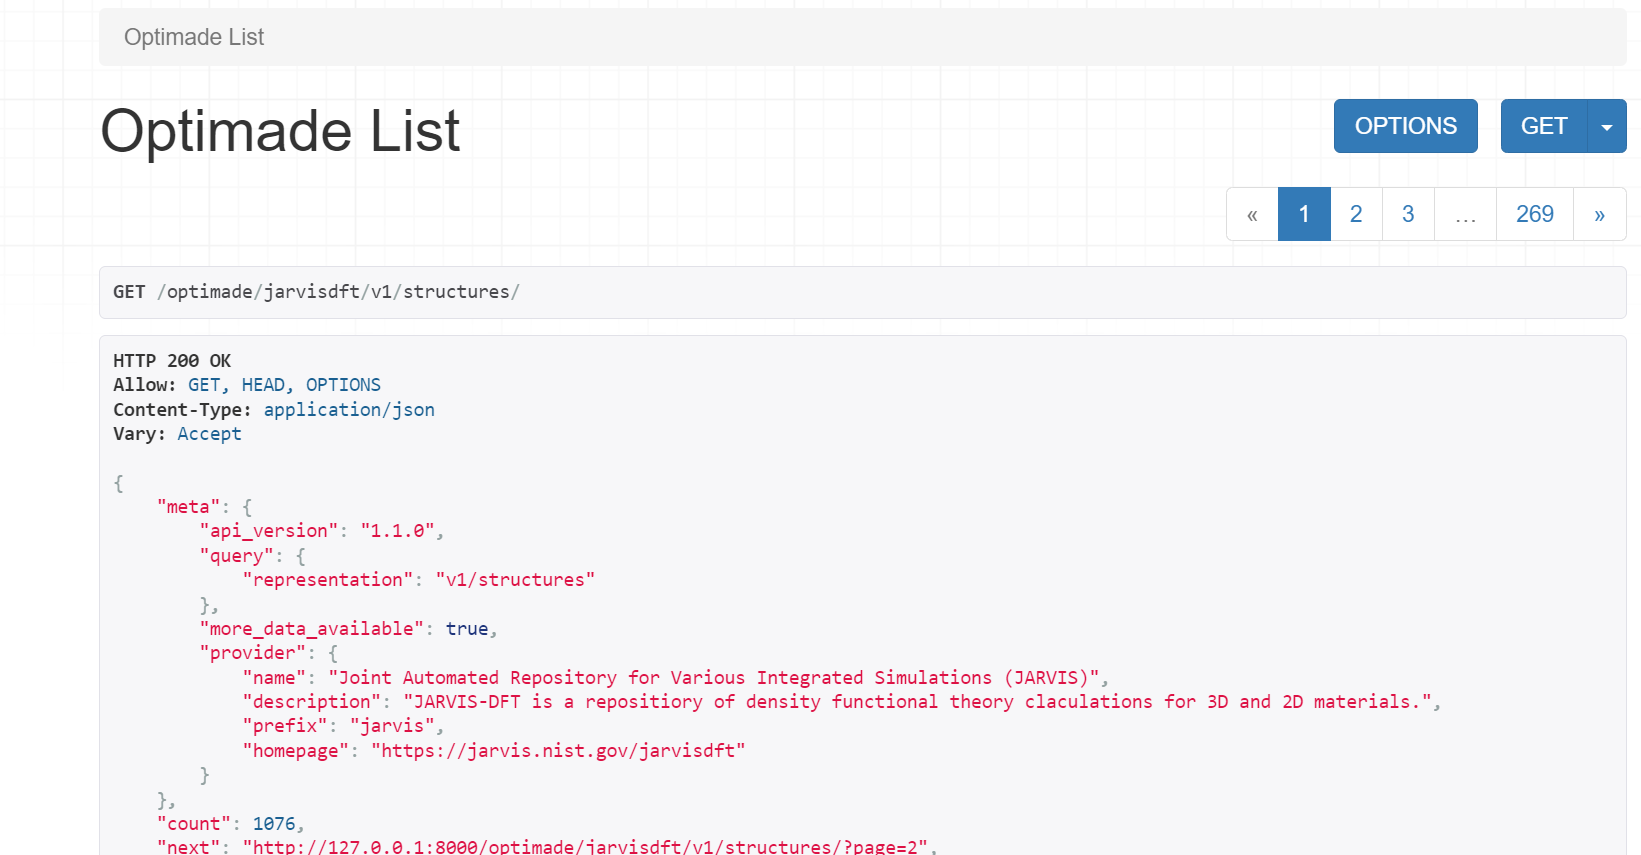 Optimade List
Optimade List
OPTIONS GET
« 1 2 3 … 269 »
GET /optimade/jarvisdft/v1/structures/
HTTP 200 OK
Allow: GET, HEAD, OPTIONS
Content-Type: application/json
Vary: Accept
{
"meta": {
"api_version": "1.1.0",
"query": {
"representation": "v1/structures"
},
"more_data_available": true,
"provider": {
"name": "Joint Automated Repository for Various Integrated Simulations (JARVIS)",
"description": "JARVIS-DFT is a repositiory of density functional theory claculations for 3D and 2D materials.",
"prefix": "jarvis",
"homepage": "https://jarvis.nist.gov/jarvisdft"
}
},
"count": 1076,
"next": "http://127.0.0.1:8000/optimade/jarvisdft/v1/structures/?page=2",